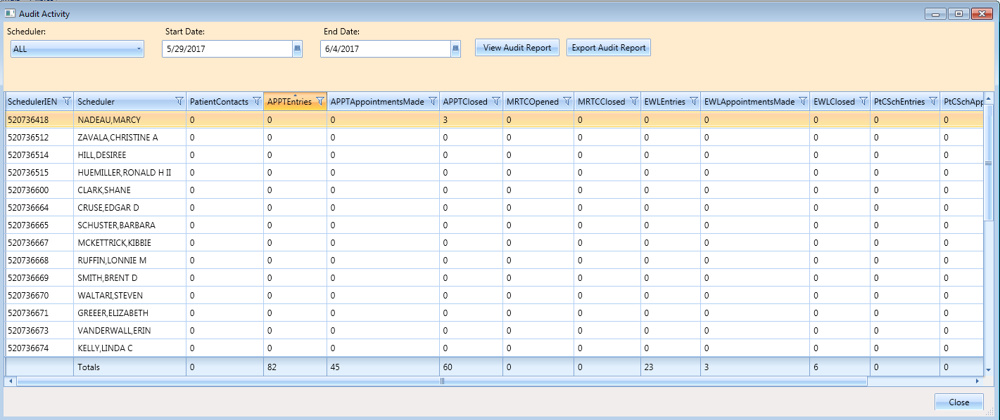 Audit Activity
Scheduler: Start Date: End Date:
ALL 5/29/2017 6/4/2017 View Audit Report Export Audit Report
SchedulerIEN Scheduler PatientContacts APPTEntries APPTAppointmentsMade APPTClosed MRTCOpened MRTCClosed EWLEntries EWLAppointmentsMade EWLClosed PtCSchEntries PtCSchApp
520736418 NADEAU,MARCY 0 0 0 3 0 0 0 0 0 0 0
520736512 ZAVALA,CHRISTINE A 0 0 0 0 0 0 0 0 0 0 0
520736514 HILL,DESIREE 0 0 0 0 0 0 0 0 0 0 0
520736515 HUEMILLER,RONALD H II 0 0 0 0 0 0 0 0 0 0 0
520736600 CLARK,SHANE 0 0 0 0 0 0 0 0 0 0 0
520736664 CRUSE,EDGAR D 0 0 0 0 0 0 0 0 0 0 0
520736665 SCHUSTER,BARBARA 0 0 0 0 0 0 0 0 0 0 0
520736667 MCKETTRICK,KIBBIE 0 0 0 0 0 0 0 0 0 0 0
520736668 RUFFIN,LONNIE M 0 0 0 0 0 0 0 0 0 0 0
520736669 SMITH,BRENT D 0 0 0 0 0 0 0 0 0 0 0
520736670 WALTARI,STEVEN 0 0 0 0 0 0 0 0 0 0 0
520736671 GREEER,ELIZABETH 0 0 0 0 0 0 0 0 0 0 0
520736673 VANDERWALL,ERIN 0 0 0 0 0 0 0 0 0 0 0
520736674 KELLY,LINDA C 0 0 0 0 0 0 0 0 0 0 0
Totals 0 82 45 60 0 0 23 3 6 0 0
Close